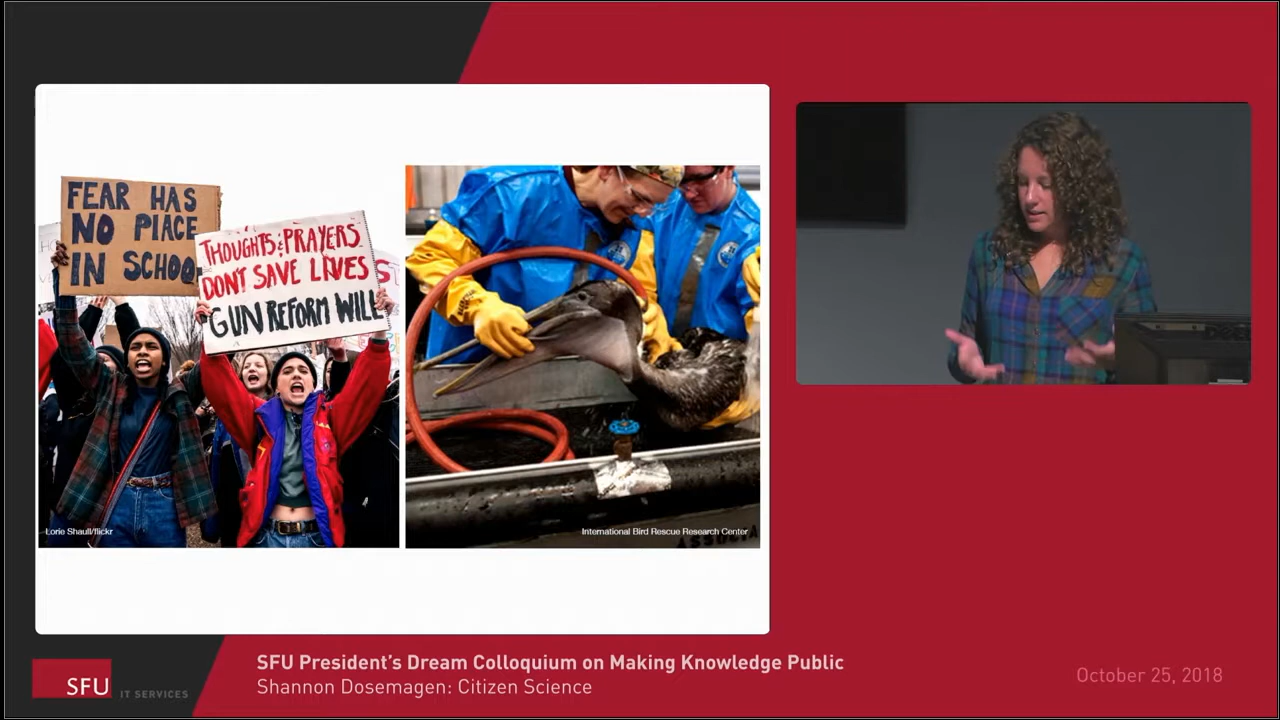 FEAR HAS
NO PLACE
IN SCHOO
THOUGHTS & PRAYERS
DON'T SAVE LIVES
GUN REFORM WILL
Lorie Shaull/flickr
International Bird Rescue Research Center
SFU President's Dream Colloquium on Making Knowledge Public
Shannon Dosemagen: Citizen Science
October 25, 2018
SFU
IT SERVICES